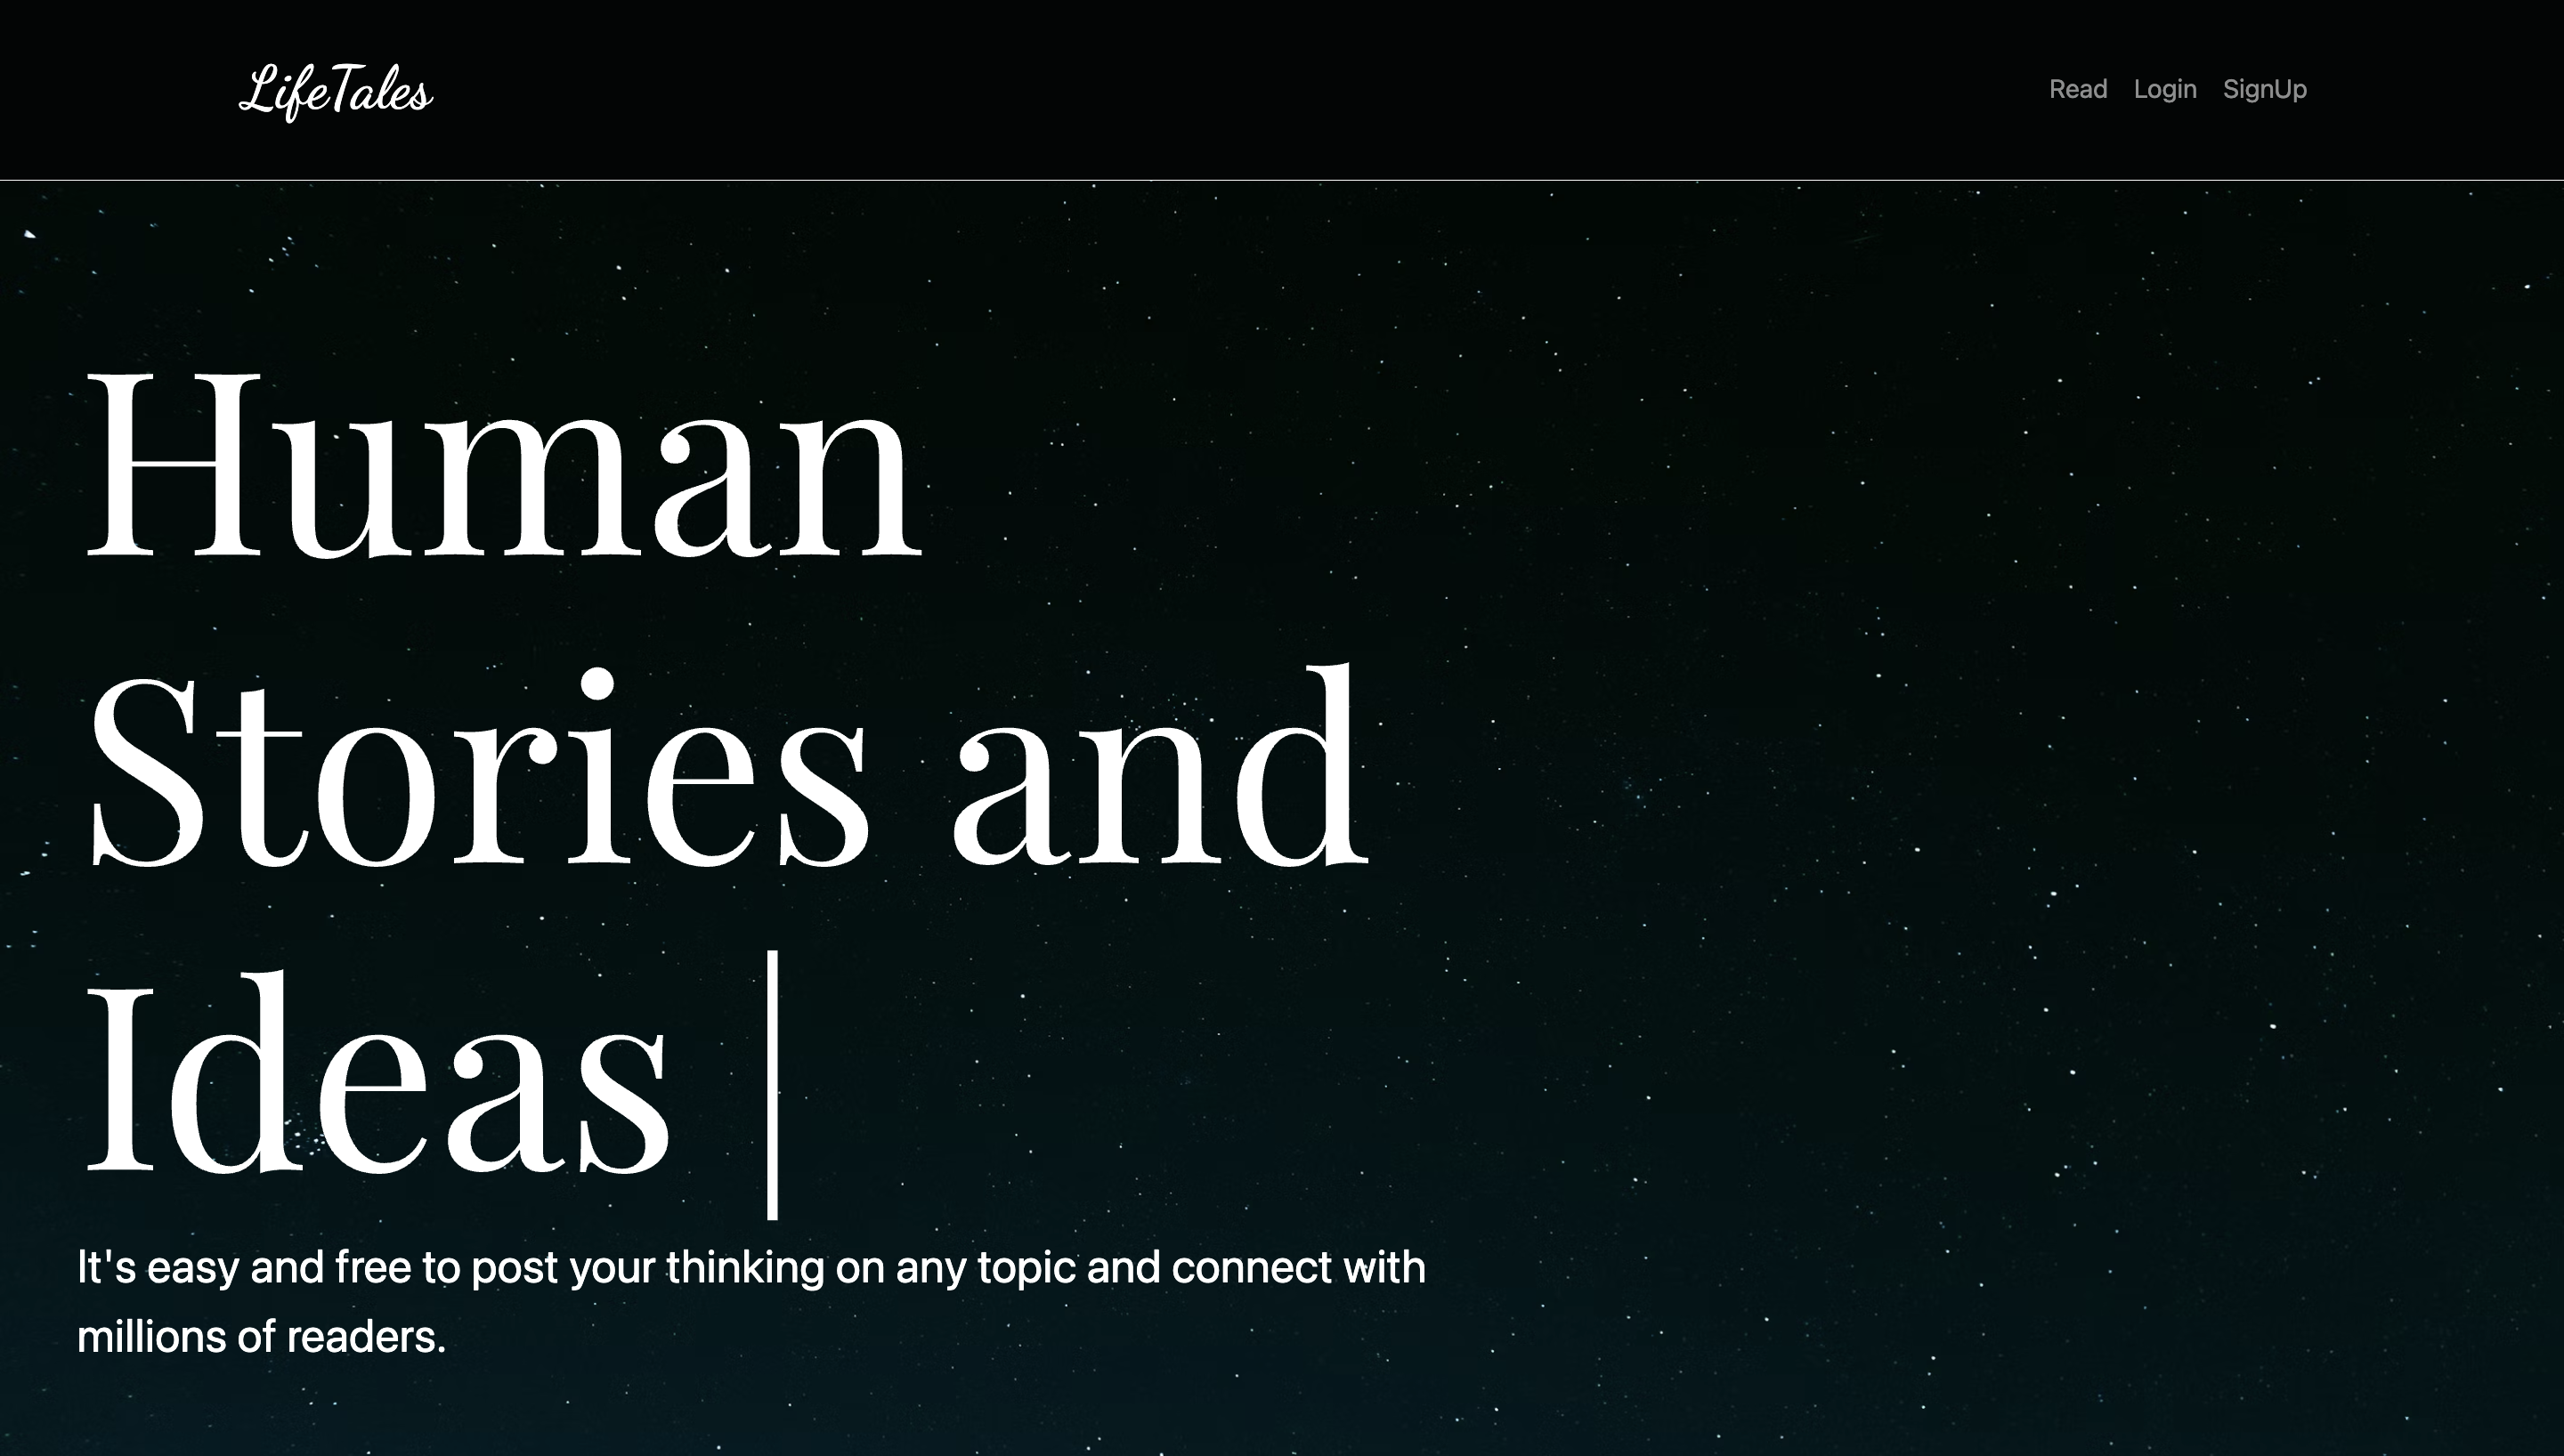 LifeTales
Read Login SignUp
Human
Stories and
Ideas |
It's easy and free to post your thinking on any topic and connect with
millions of readers.